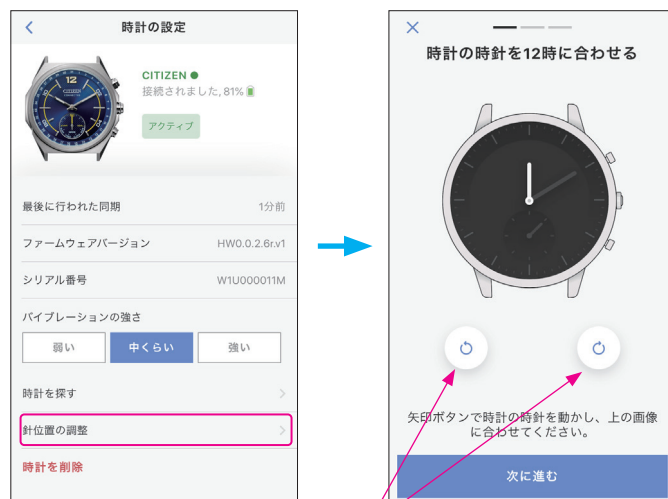 時計の設定
12
CITIZEN
CITIZEN
接続されました, 81%
アクティブ
最後に行われた同期 1分前
ファームウェアバージョン HW0.0.2.6r.v1
シリアル番号 W1U000011M
バイブレーションの強さ
弱い 中くらい 強い
時計を探す
針位置の調整
時計を削除
時計の時針を12時に合わせる
矢印ボタンで時計の時針を動かし、上の画像
に合わせてください。
次に進む